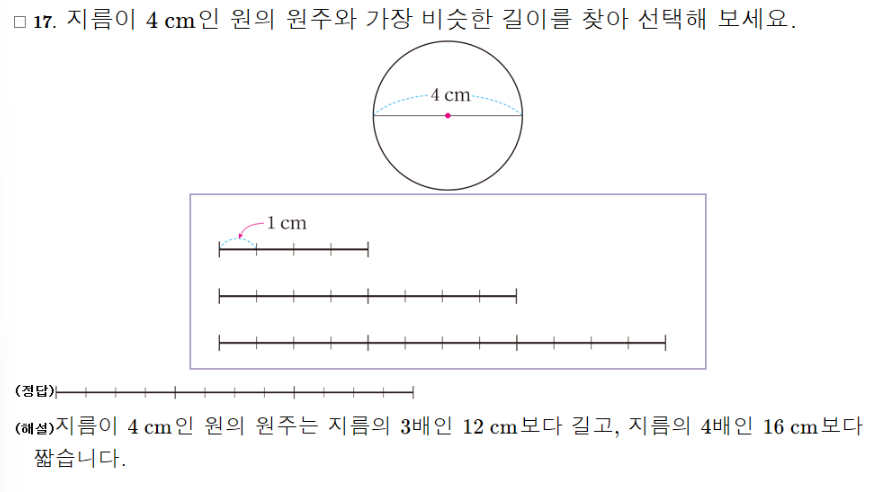 □ 17. 지름이 4 cm인 원의 원주와 가장 비슷한 길이를 찾아 선택해 보세요.
4 cm
1 cm
(정답)
(해설)지름이 4 cm인 원의 원주는 지름의 3배인 12 cm보다 길고, 지름의 4배인 16 cm보다
짧습니다.